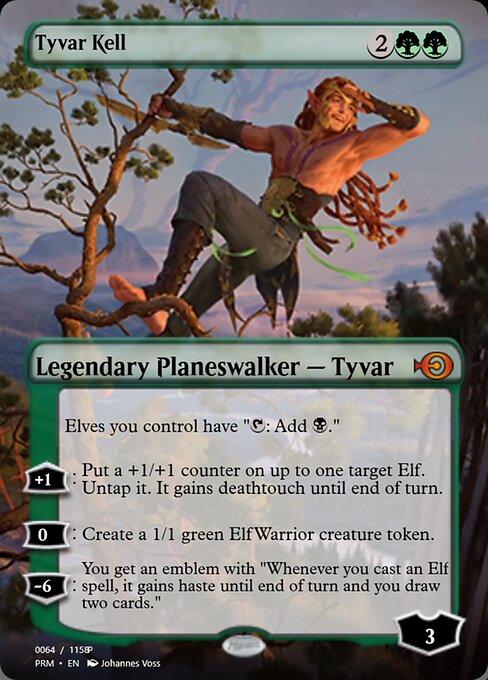 Tyvar Kell 2
Legendary Planeswalker — Tyvar
Elves you control have "T: Add ."
+1: Put a +1/+1 counter on up to one target Elf.
Untap it. It gains deathtouch until end of turn.
0: Create a 1/1 green Elf Warrior creature token.
You get an emblem with "Whenever you cast an Elf
-6: spell, it gains haste until end of turn and you draw
two cards."
3
0064 / 1158P
PRM • EN Johannes Voss